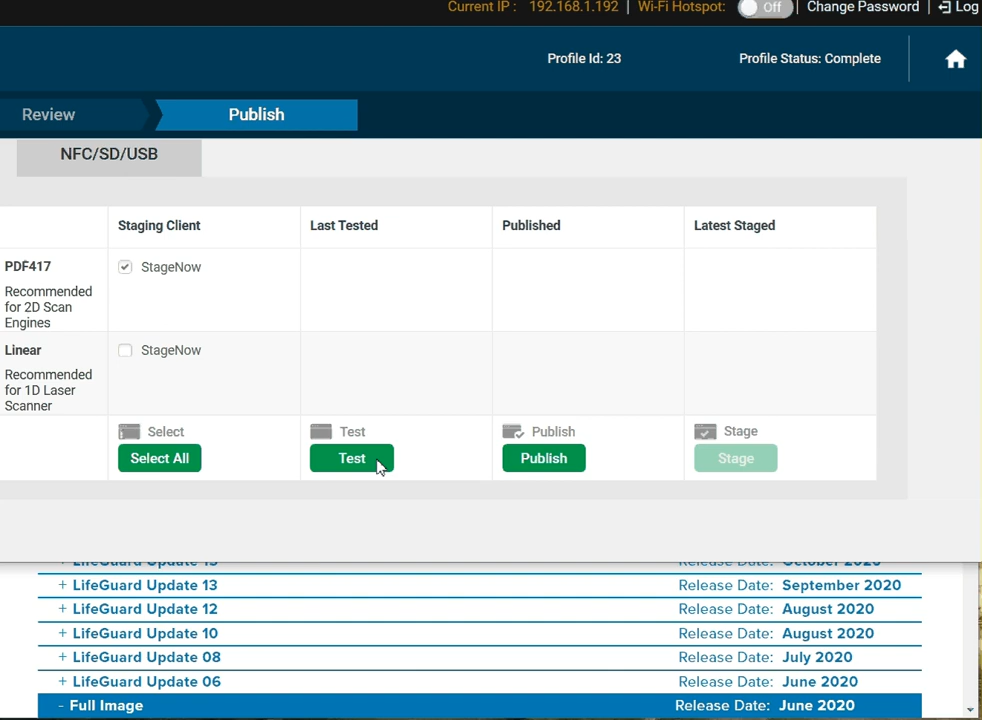 Current IP : 192.168.1.192 | Wi-Fi Hotspot: Off | Change Password | Log
Profile Id: 23
Profile Status: Complete
Review
Publish
NFC/SD/USB
Staging Client
Last Tested
Published
Latest Staged
PDF417
StageNow
Recommended
for 2D Scan
Engines
Linear
StageNow
Recommended
for 1D Laser
Scanner
Select
Test
Publish
Stage
Select All
Test
Publish
Stage
+ LifeGuard Update 13 Release Date: September 2020
+ LifeGuard Update 12 Release Date: August 2020
+ LifeGuard Update 10 Release Date: August 2020
+ LifeGuard Update 08 Release Date: July 2020
+ LifeGuard Update 06 Release Date: June 2020
- Full Image Release Date: June 2020